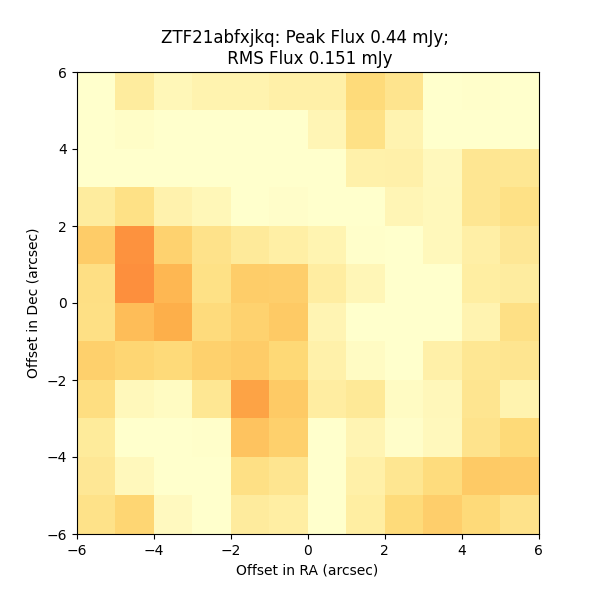 ZTF21abfxjkq: Peak Flux 0.44 mJy;
RMS Flux 0.151 mJy
6
4
2
0
−2
−4
−6
Offset in Dec (arcsec)
−6 −4 −2 0 2 4 6
Offset in RA (arcsec)